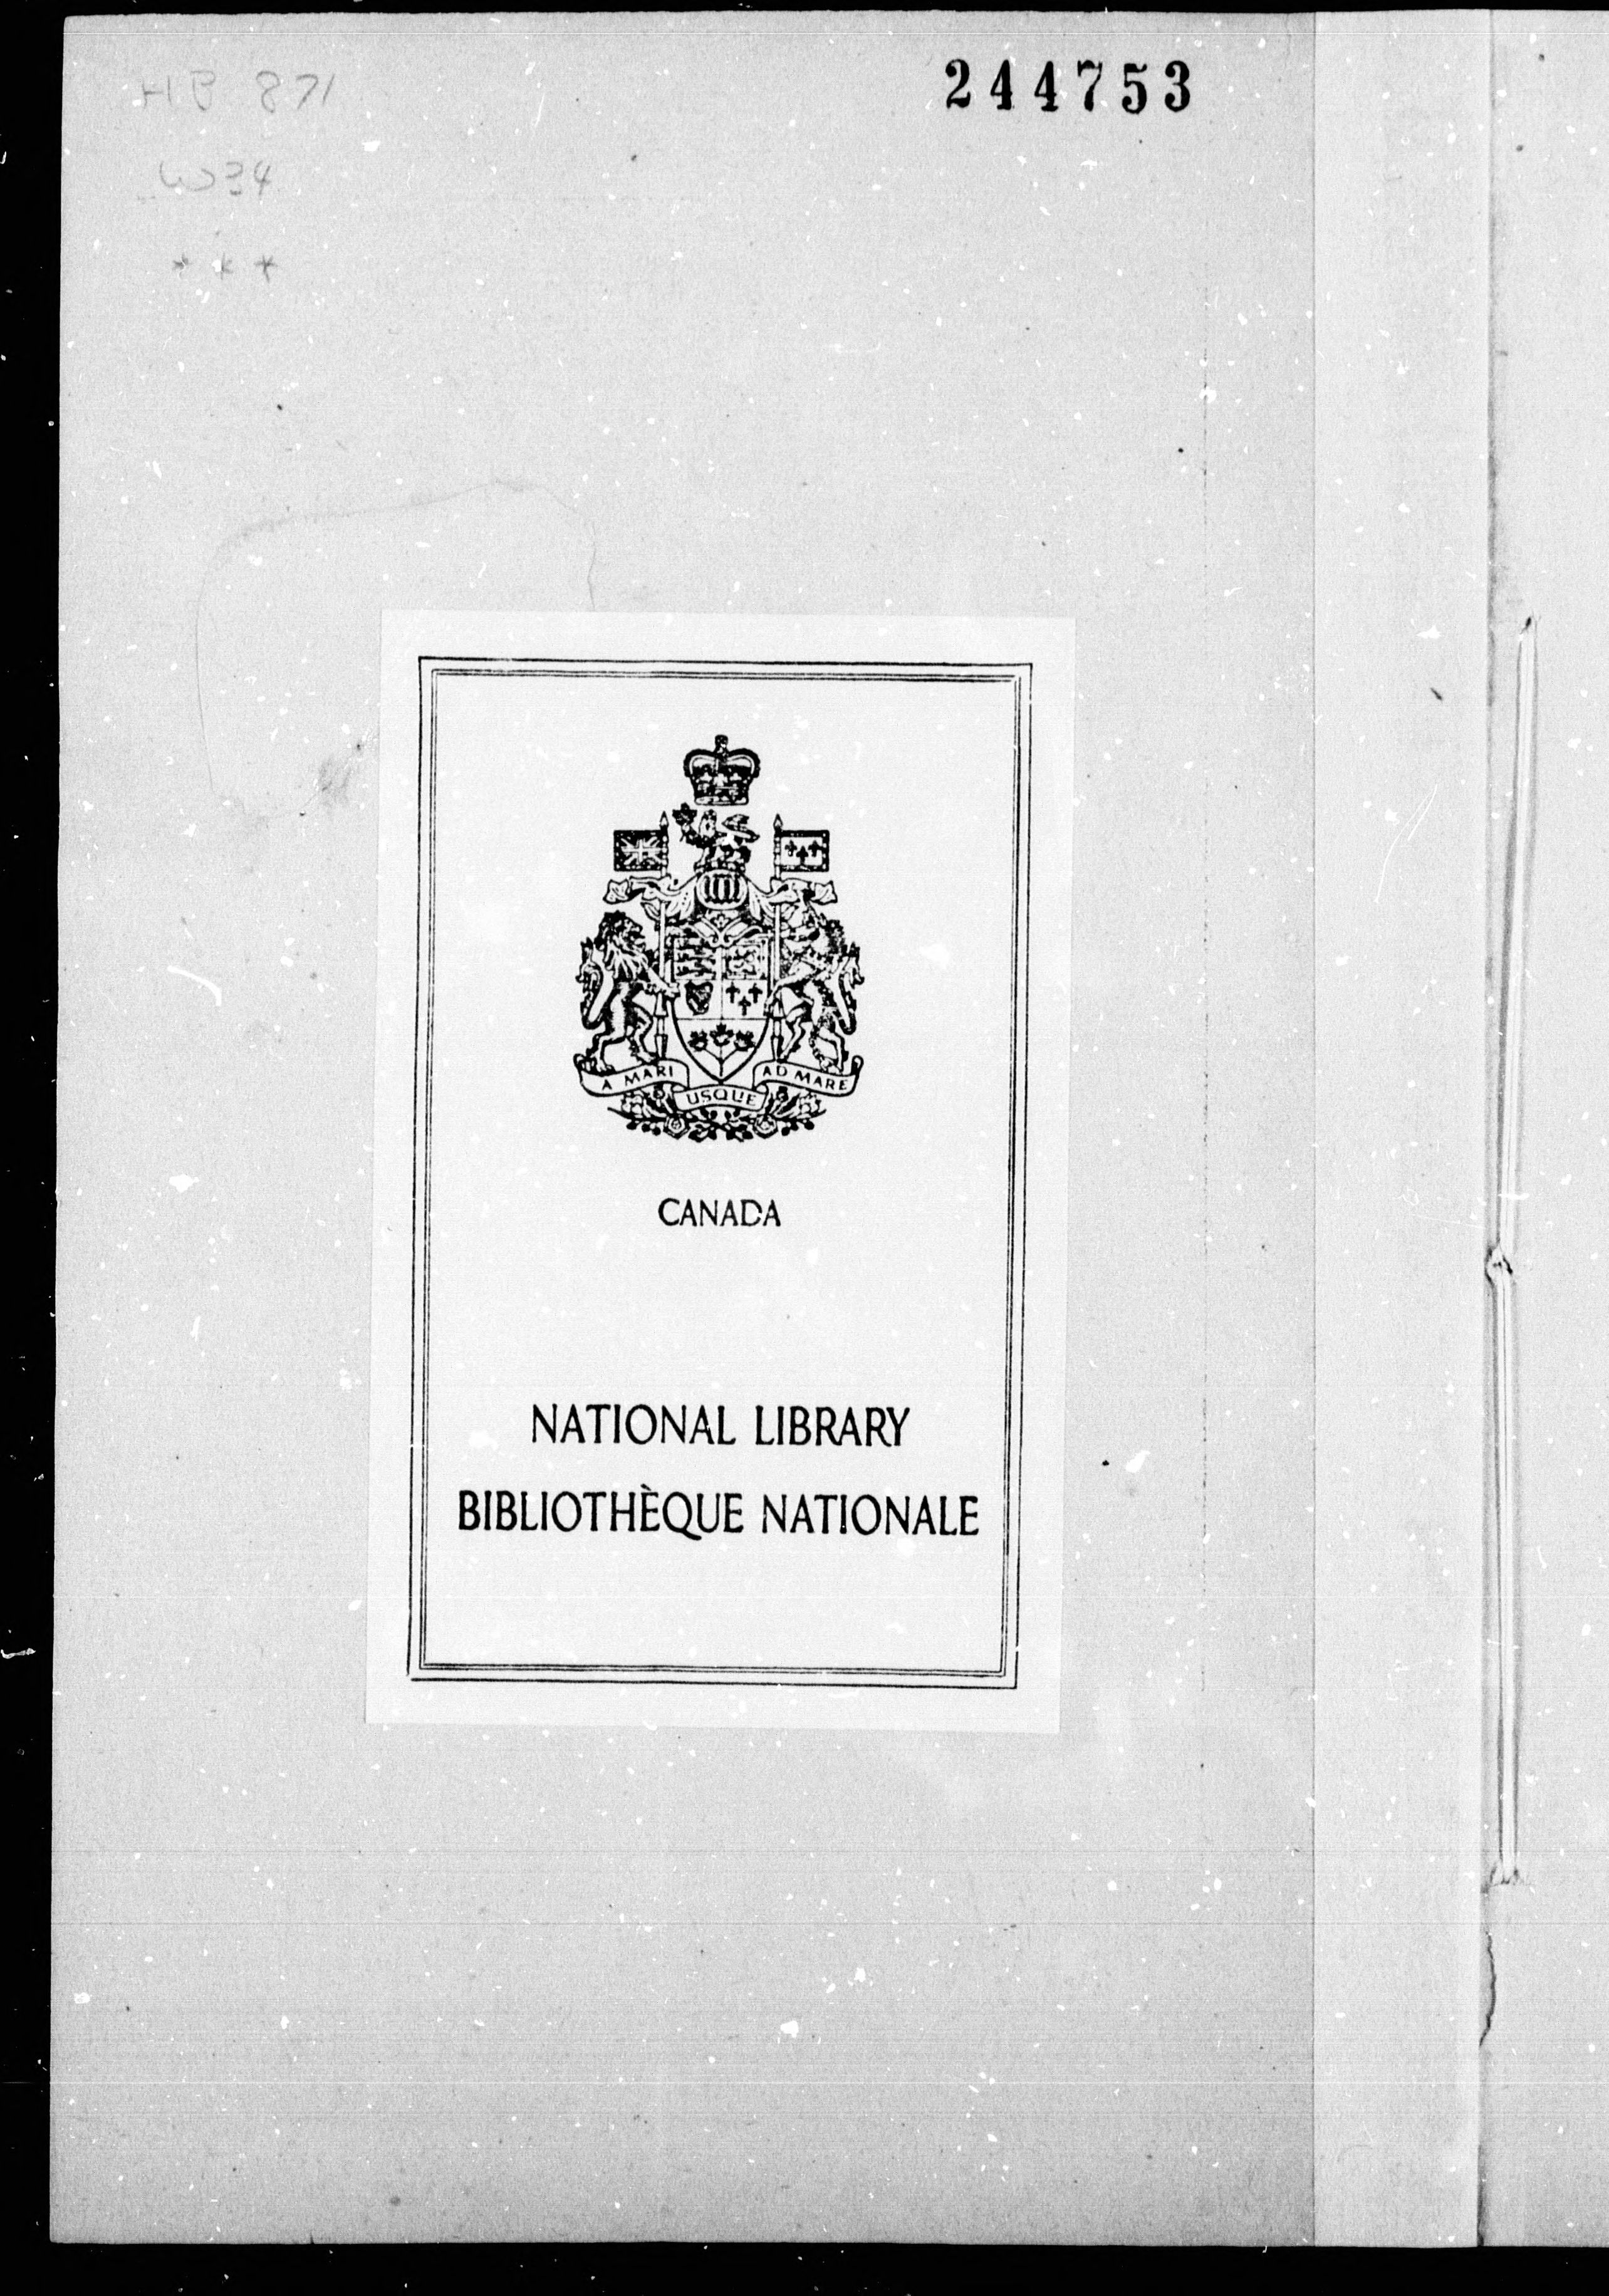 HB 871
244753
W34
* * *
A MARI USQUE AD MARE
CANADA
NATIONAL LIBRARY
BIBLIOTHÈQUE NATIONALE